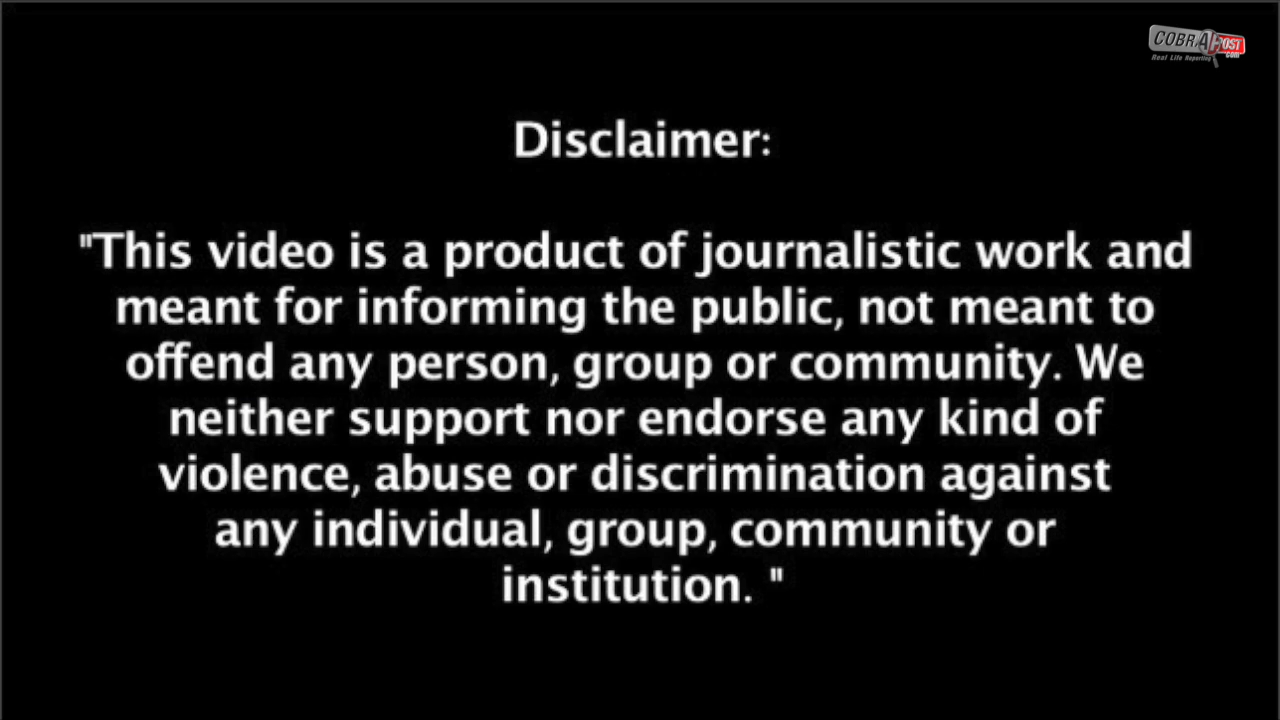 COBRAPOST
.com
Real Life Reporting
Disclaimer:
"This video is a product of journalistic work and
meant for informing the public, not meant to
offend any person, group or community. We
neither support nor endorse any kind of
violence, abuse or discrimination against
any individual, group, community or
institution. "